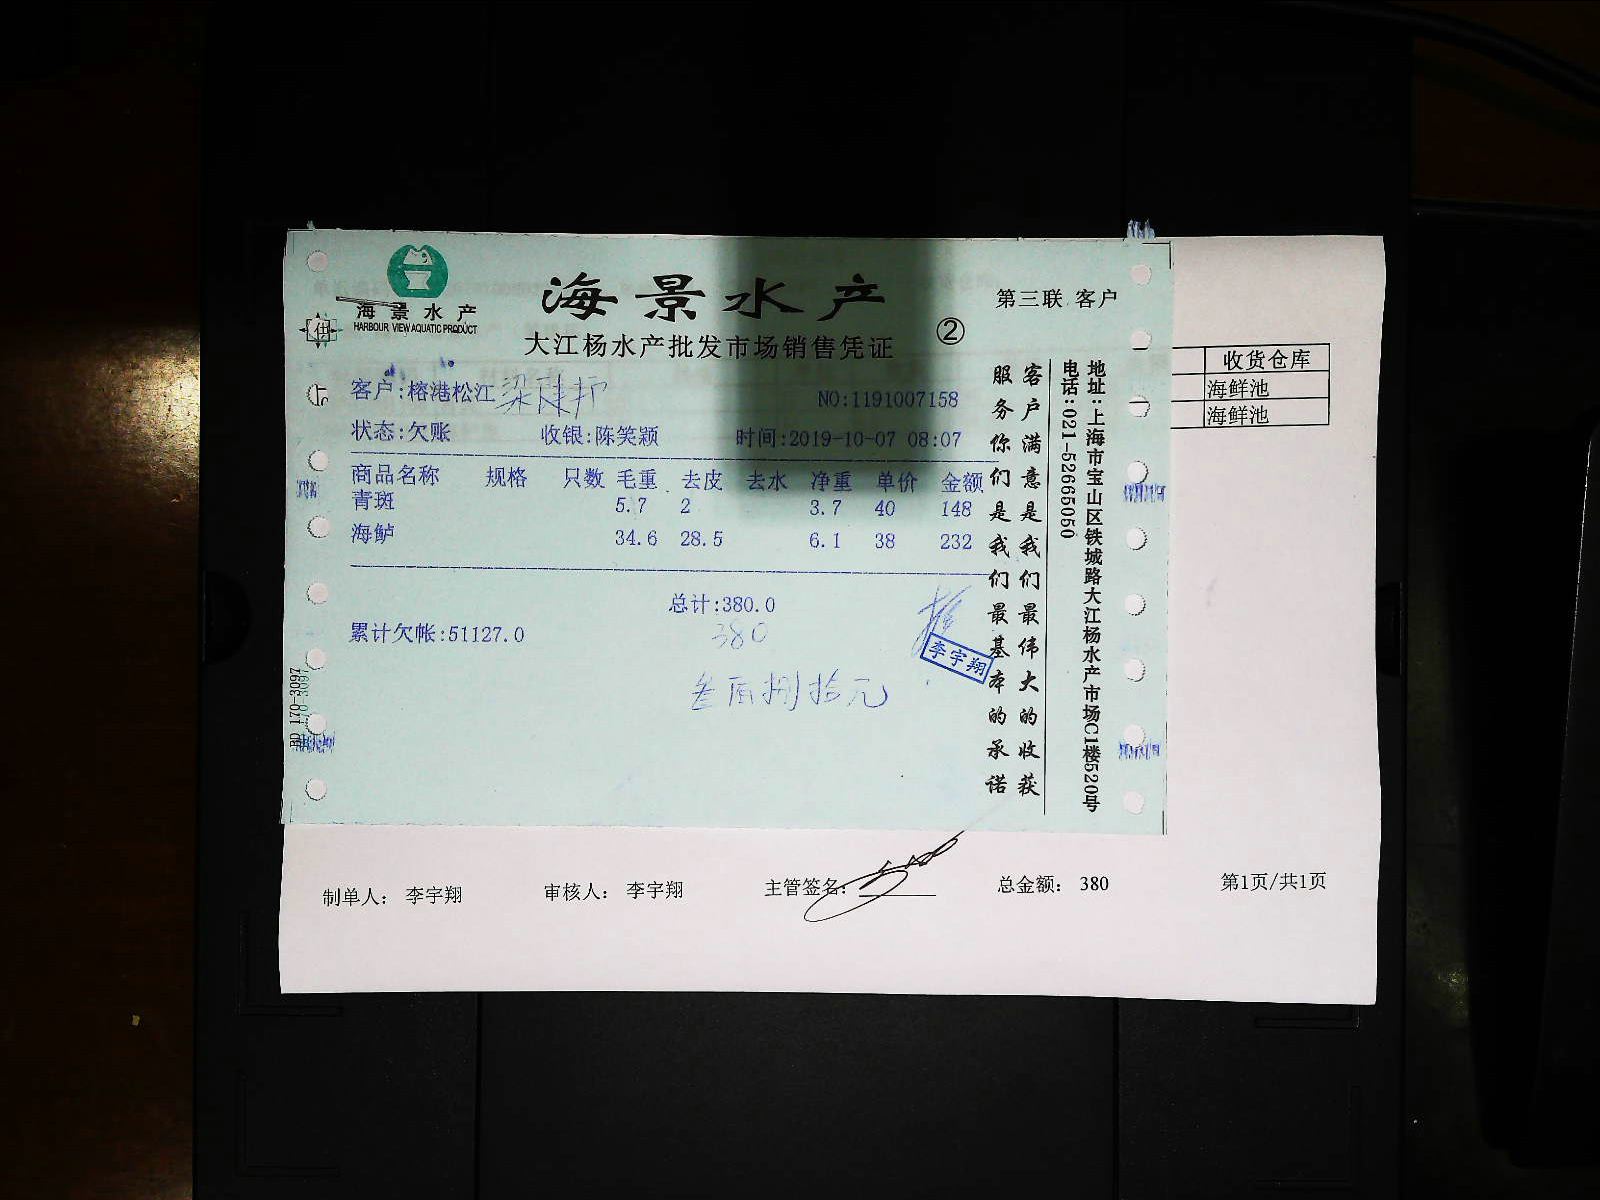 海景水产
HARBOUR VIEW AQUATIC PRODUCT
海景水产
第三联 客户
大江杨水产批发市场销售凭证
②
供
客户:榕港松江
NO:1191007158
状态:欠账 收银:陈笑颖 时间:2019-10-07 08:07
商品名称 规格 只数 毛重 去皮 去水 净重 单价 金额
青斑 5.7 2 3.7 40 148
海鲈 34.6 28.5 6.1 38 232
总计:380.0
380
累计欠帐:51127.0
叁佰捌拾元
李宇翔
客户满意是我们最伟大的收获
服务你们是我们最基本的承诺
地址:上海市宝山区铁城路大江杨水产市场C1楼520号
电话:021-52665050
BD 170-3097
收货仓库
海鲜池
海鲜池
制单人: 李宇翔 审核人: 李宇翔 主管签名: 总金额: 380 第1页/共1页